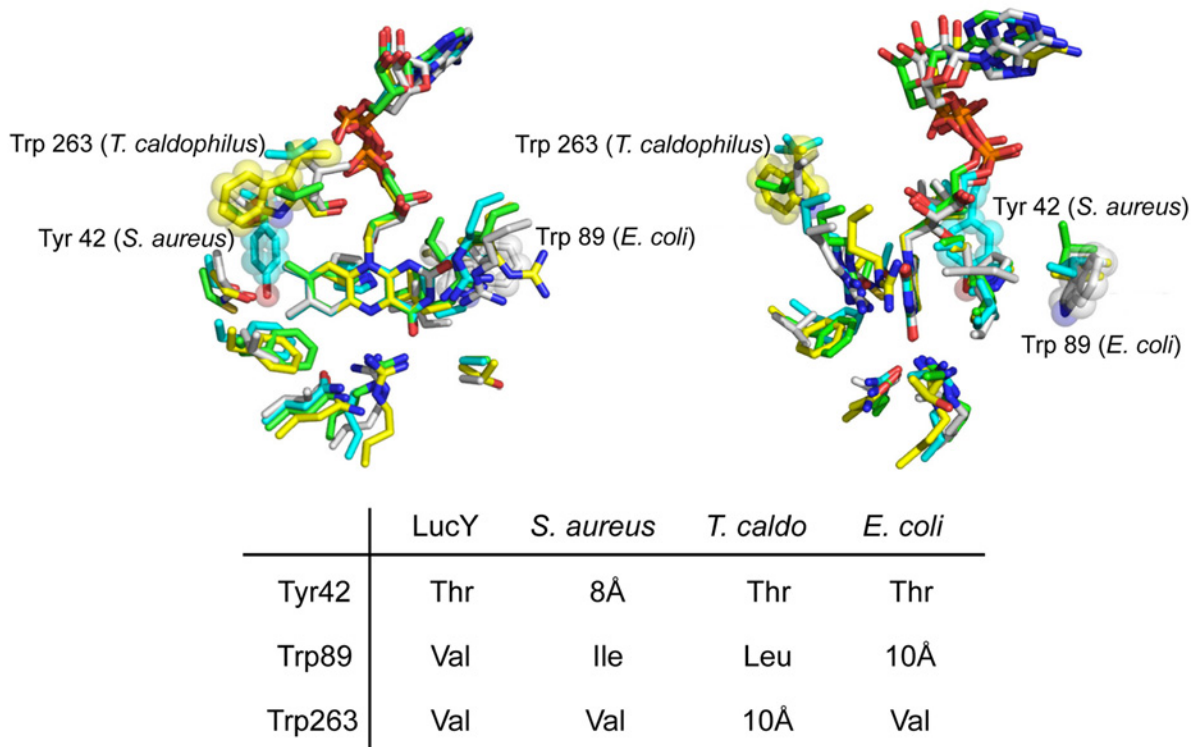 Trp 263 (T. caldophilus)
Tyr 42 (S. aureus)
Trp 89 (E. coli)
Trp 263 (T. caldophilus)
Tyr 42 (S. aureus)
Trp 89 (E. coli)
LucY S. aureus T. caldo E. coli
Tyr42 Thr 8Å Thr Thr
Trp89 Val Ile Leu 10Å
Trp263 Val Val 10Å Val